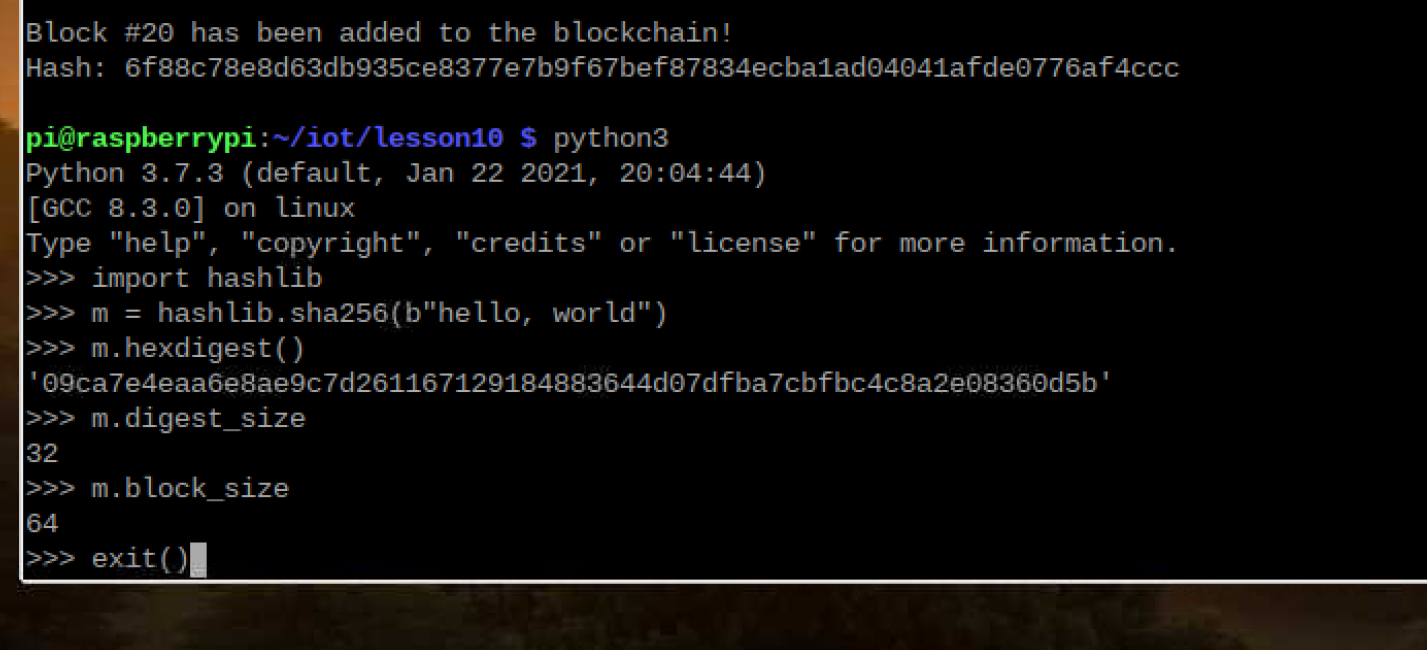 Block #20 has been added to the blockchain!
Hash: 6f88c78e8d63db935ce8377e7b9f67bef87834ecba1ad04041afde0776af4ccc
pi@raspberrypi:~/iot/lesson10 $ python3
Python 3.7.3 (default, Jan 22 2021, 20:04:44)
[GCC 8.3.0] on linux
Type "help", "copyright", "credits" or "license" for more information.
>>> import hashlib
>>> m = hashlib.sha256(b"hello, world")
>>> m.hexdigest()
'09ca7e4eaa6e8ae9c7d261167129184883644d07dfba7cbfbc4c8a2e08360d5b'
>>> m.digest_size
32
>>> m.block_size
64
>>> exit()